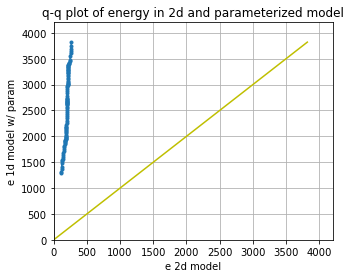 q-q plot of energy in 2d and parameterized model
4000
3500
3000
2500
2000
1500
1000
500
0
e 1d model w/ param
0 500 1000 1500 2000 2500 3000 3500 4000
e 2d model